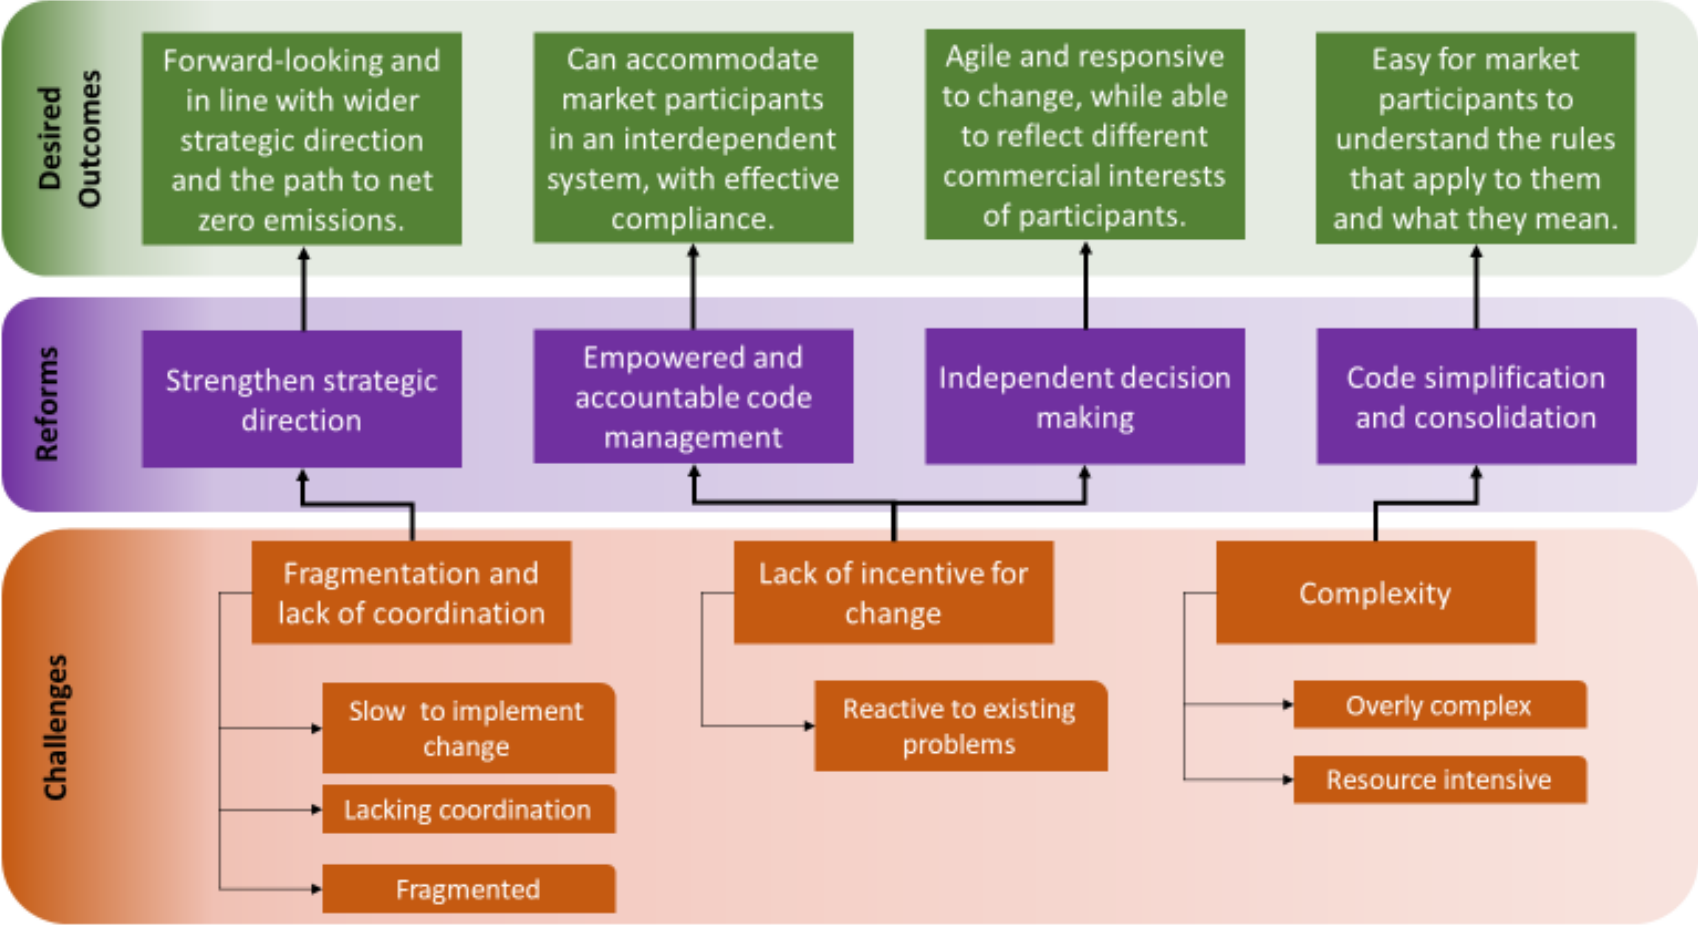 Desired
Outcomes
Forward-looking and
in line with wider
strategic direction
and the path to net
zero emissions.
Can accommodate
market participants
in an interdependent
system, with effective
compliance.
Agile and responsive
to change, while able
to reflect different
commercial interests
of participants.
Easy for market
participants to
understand the rules
that apply to them
and what they mean.
Reforms
Strengthen strategic
direction
Empowered and
accountable code
management
Independent decision
making
Code simplification
and consolidation
Challenges
Fragmentation and
lack of coordination
Slow to implement
change
Lacking coordination
Fragmented
Lack of incentive for
change
Reactive to existing
problems
Complexity
Overly complex
Resource intensive